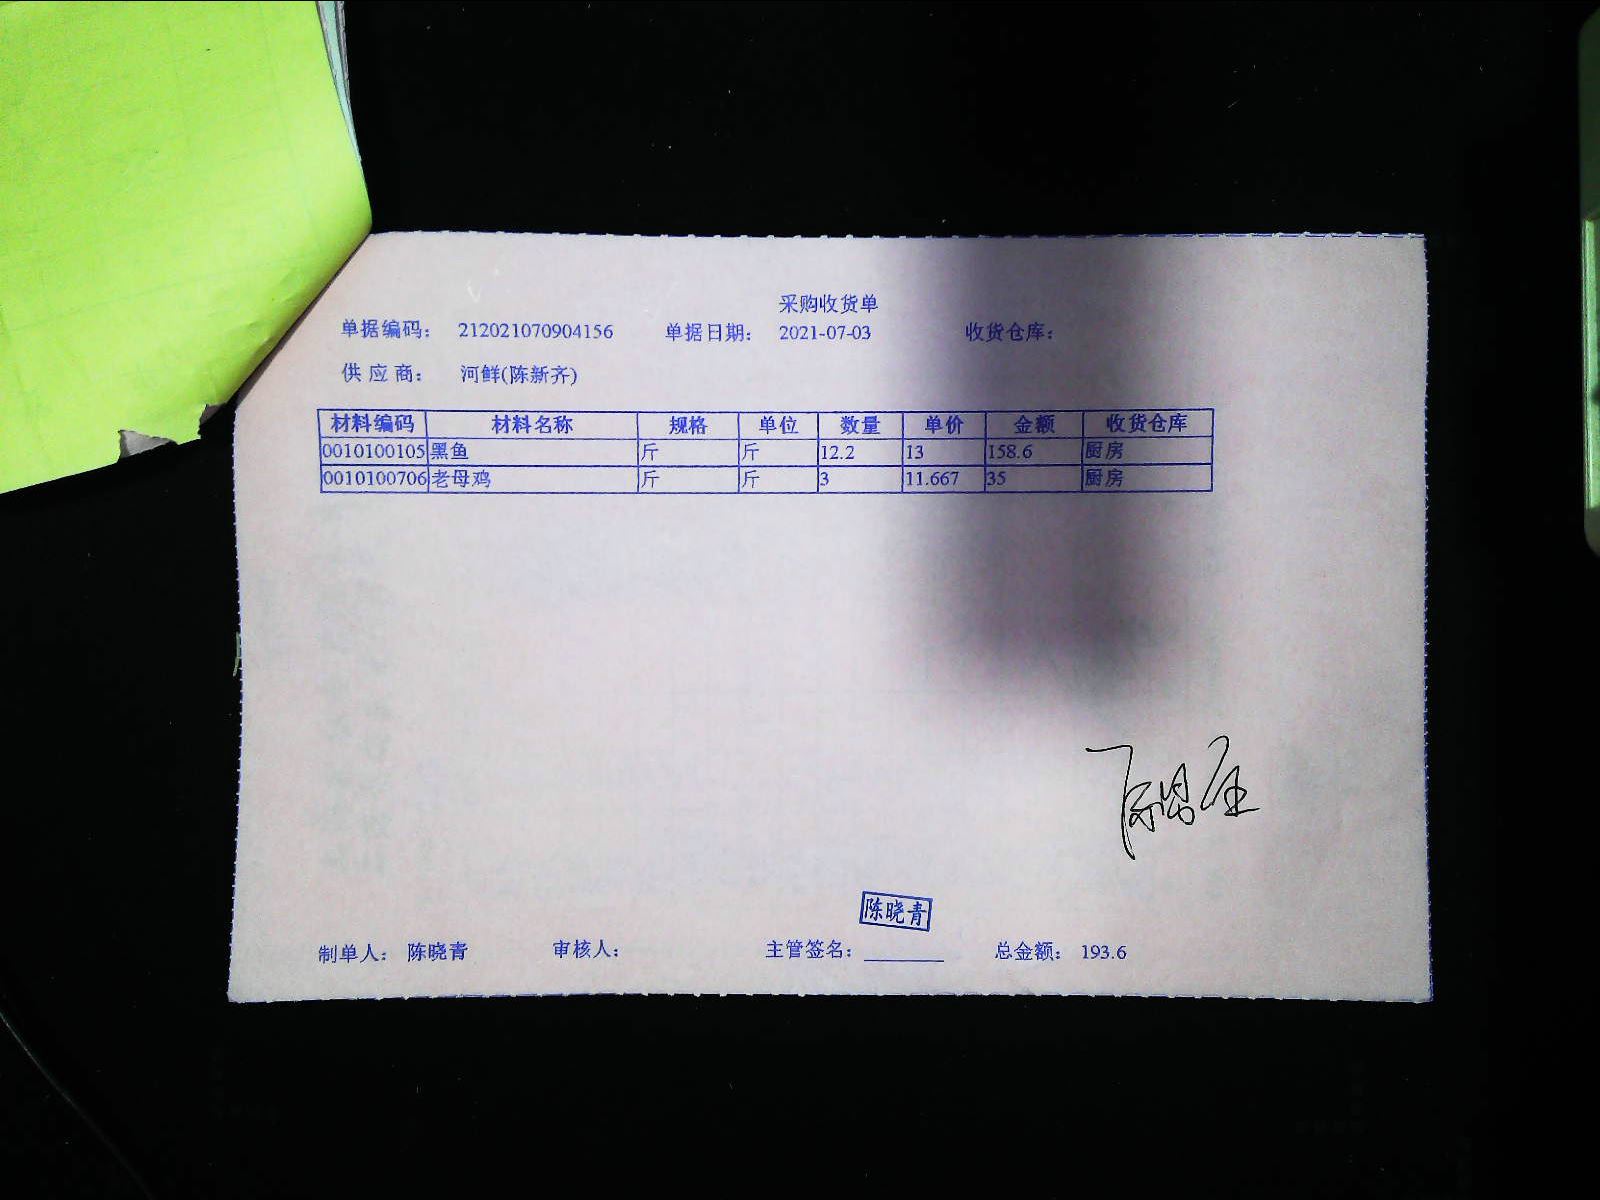 采购收货单
单据编码： 212021070904156 单据日期： 2021-07-03 收货仓库：
供应商： 河鲜(陈新齐)
材料编码 材料名称 规格 单位 数量 单价 金额 收货仓库
0010100105 黑鱼 斤 斤 12.2 13 158.6 厨房
0010100706 老母鸡 斤 斤 3 11.667 35 厨房
陈晓青
制单人： 陈晓青 审核人： 主管签名： 总金额： 193.6